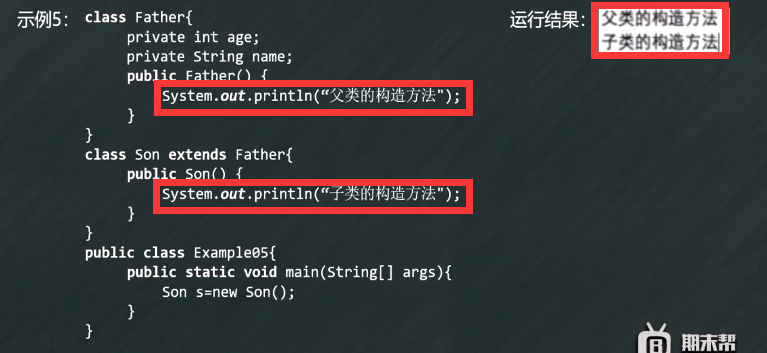 示例5：
class Father{
private int age;
private String name;
public Father() {
System.out.println(“父类的构造方法");
}
}
class Son extends Father{
public Son() {
System.out.println(“子类的构造方法");
}
}
public class Example05{
public static void main(String[] args){
Son s=new Son();
}
}
运行结果：
父类的构造方法
子类的构造方法
期末帮